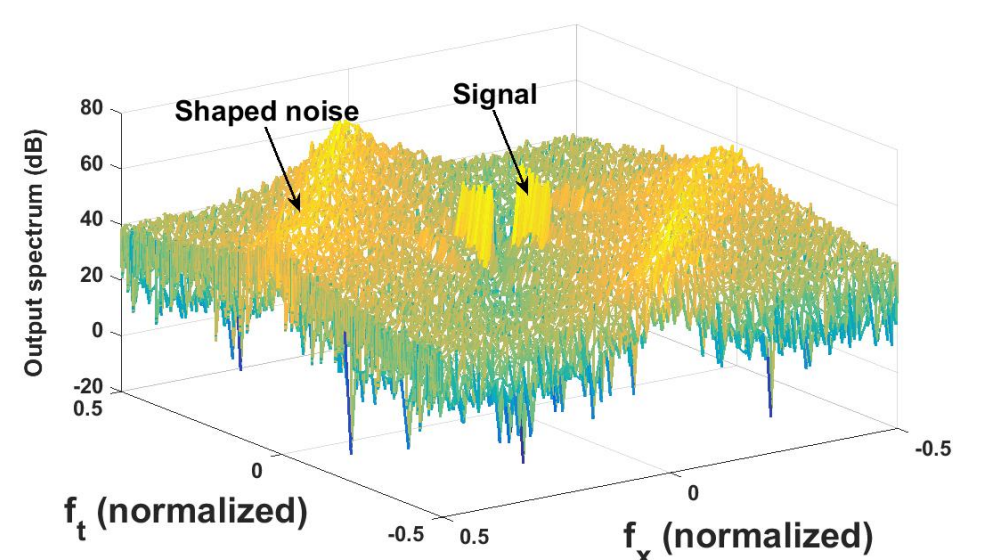 Signal
Shaped noise
Output spectrum (dB)
80
60
40
20
0
-20
0.5
0
-0.5
f_t (normalized)
0.5
0
-0.5
f_x (normalized)